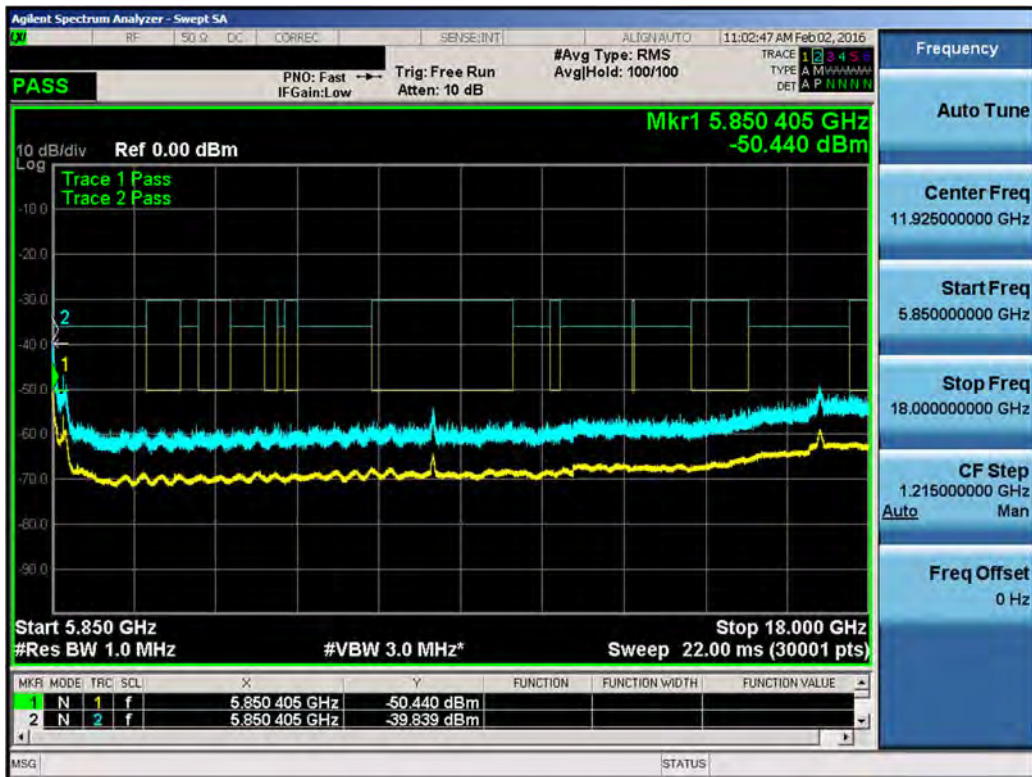 Agilent Spectrum Analyzer - Swept SA
RF 50 Ω DC CORREC SENSE:INT ALIGN AUTO 11:02:47 AM Feb 02, 2016
PASS
PNO: Fast
IFGain:Low
Trig: Free Run
Atten: 10 dB
#Avg Type: RMS
Avg|Hold: 100/100
TRACE 1 2 3 4 5 6
TYPE A M
DET A P N N N N
Mkr1 5.850 405 GHz
-50.440 dBm
10 dB/div Ref 0.00 dBm
Log
Trace 1 Pass
Trace 2 Pass
-10.0
-20.0
-30.0
2
-40.0
1
-50.0
-60.0
-70.0
-80.0
-90.0
Start 5.850 GHz Stop 18.000 GHz
#Res BW 1.0 MHz #VBW 3.0 MHz* Sweep 22.00 ms (30001 pts)
MKR MODE TRC SCL X Y FUNCTION FUNCTION WIDTH FUNCTION VALUE
1 N 1 f 5.850 405 GHz -50.440 dBm
2 N 2 f 5.850 405 GHz -39.839 dBm
MSG STATUS
Frequency
Auto Tune
Center Freq
11.925000000 GHz
Start Freq
5.850000000 GHz
Stop Freq
18.000000000 GHz
CF Step
1.215000000 GHz
Auto Man
Freq Offset
0 Hz